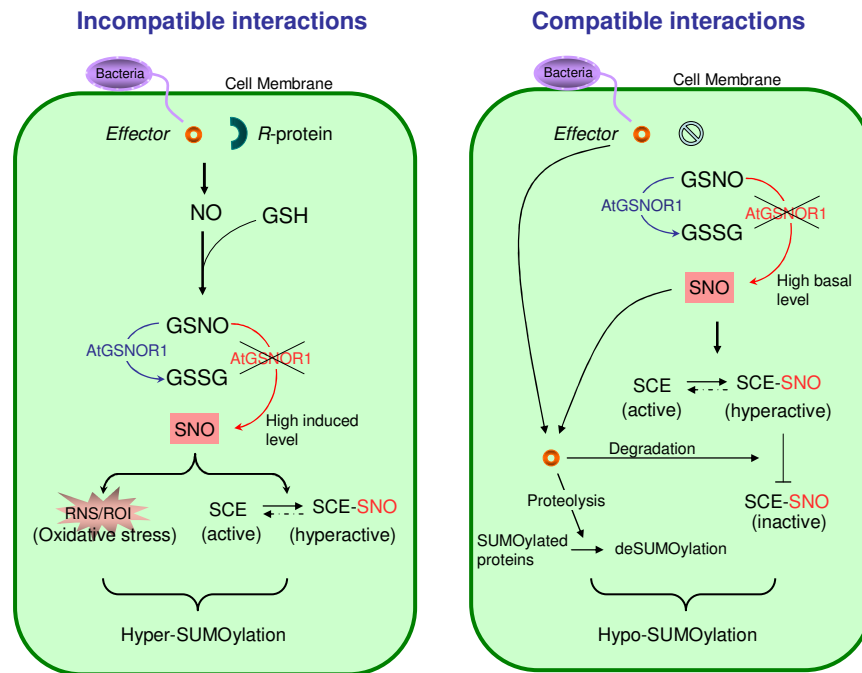 Incompatible interactions
Bacteria
Cell Membrane
Effector
R-protein
NO
GSH
GSNO
AtGSNOR1
AtGSNOR1
GSSG
SNO
High induced
level
RNS/ROI
(Oxidative stress)
SCE
(active)
SCE-SNO
(hyperactive)
Hyper-SUMOylation
Compatible interactions
Bacteria
Cell Membrane
Effector
GSNO
AtGSNOR1
AtGSNOR1
GSSG
SNO
High basal
level
SCE
(active)
SCE-SNO
(hyperactive)
Degradation
Proteolysis
SCE-SNO
(inactive)
SUMOylated
proteins
deSUMOylation
Hypo-SUMOylation